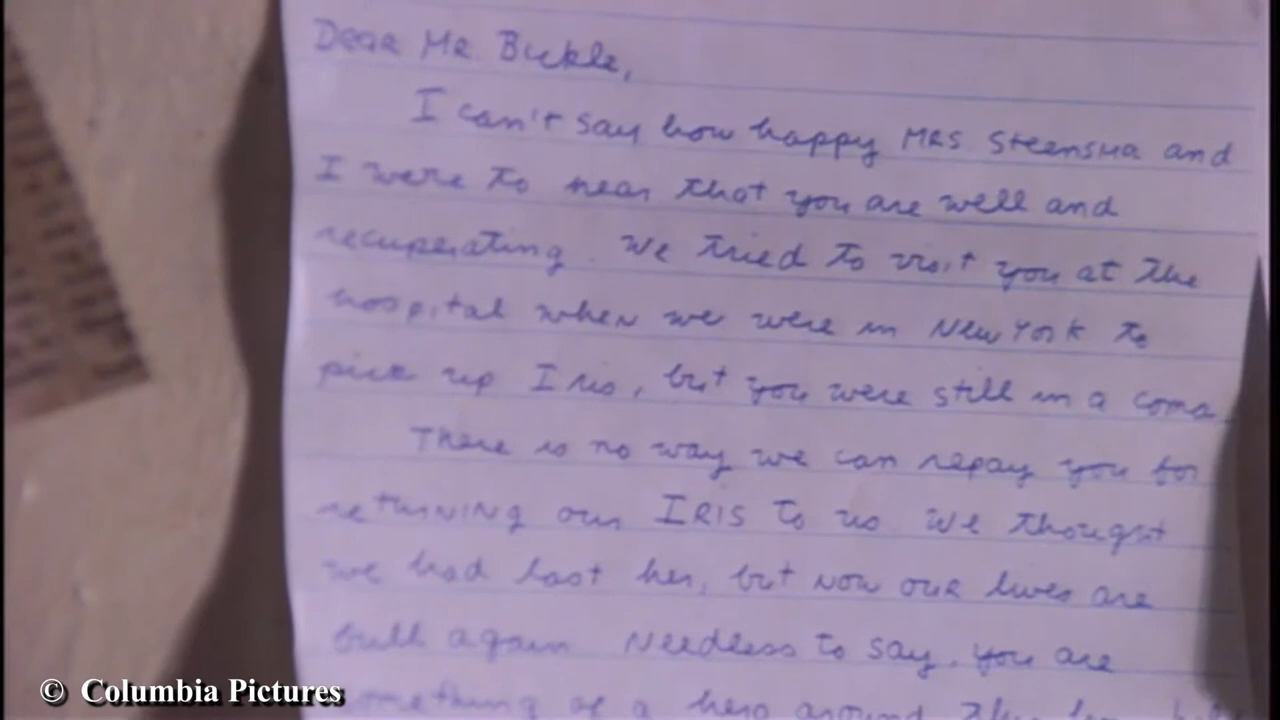 Dear MR Bickle,
I can't say how happy MRS SteensMa and
I were to hear that you are well and
recuperating. We tried to visit you at the
hospital when we were in New York to
pick up Iris, but you were still in a coma.
There is no way we can repay you for
returning our IRIS to us We thought
we had lost her, but now our lives are
full again Needless to say, you are
something of a hero around
© Columbia Pictures